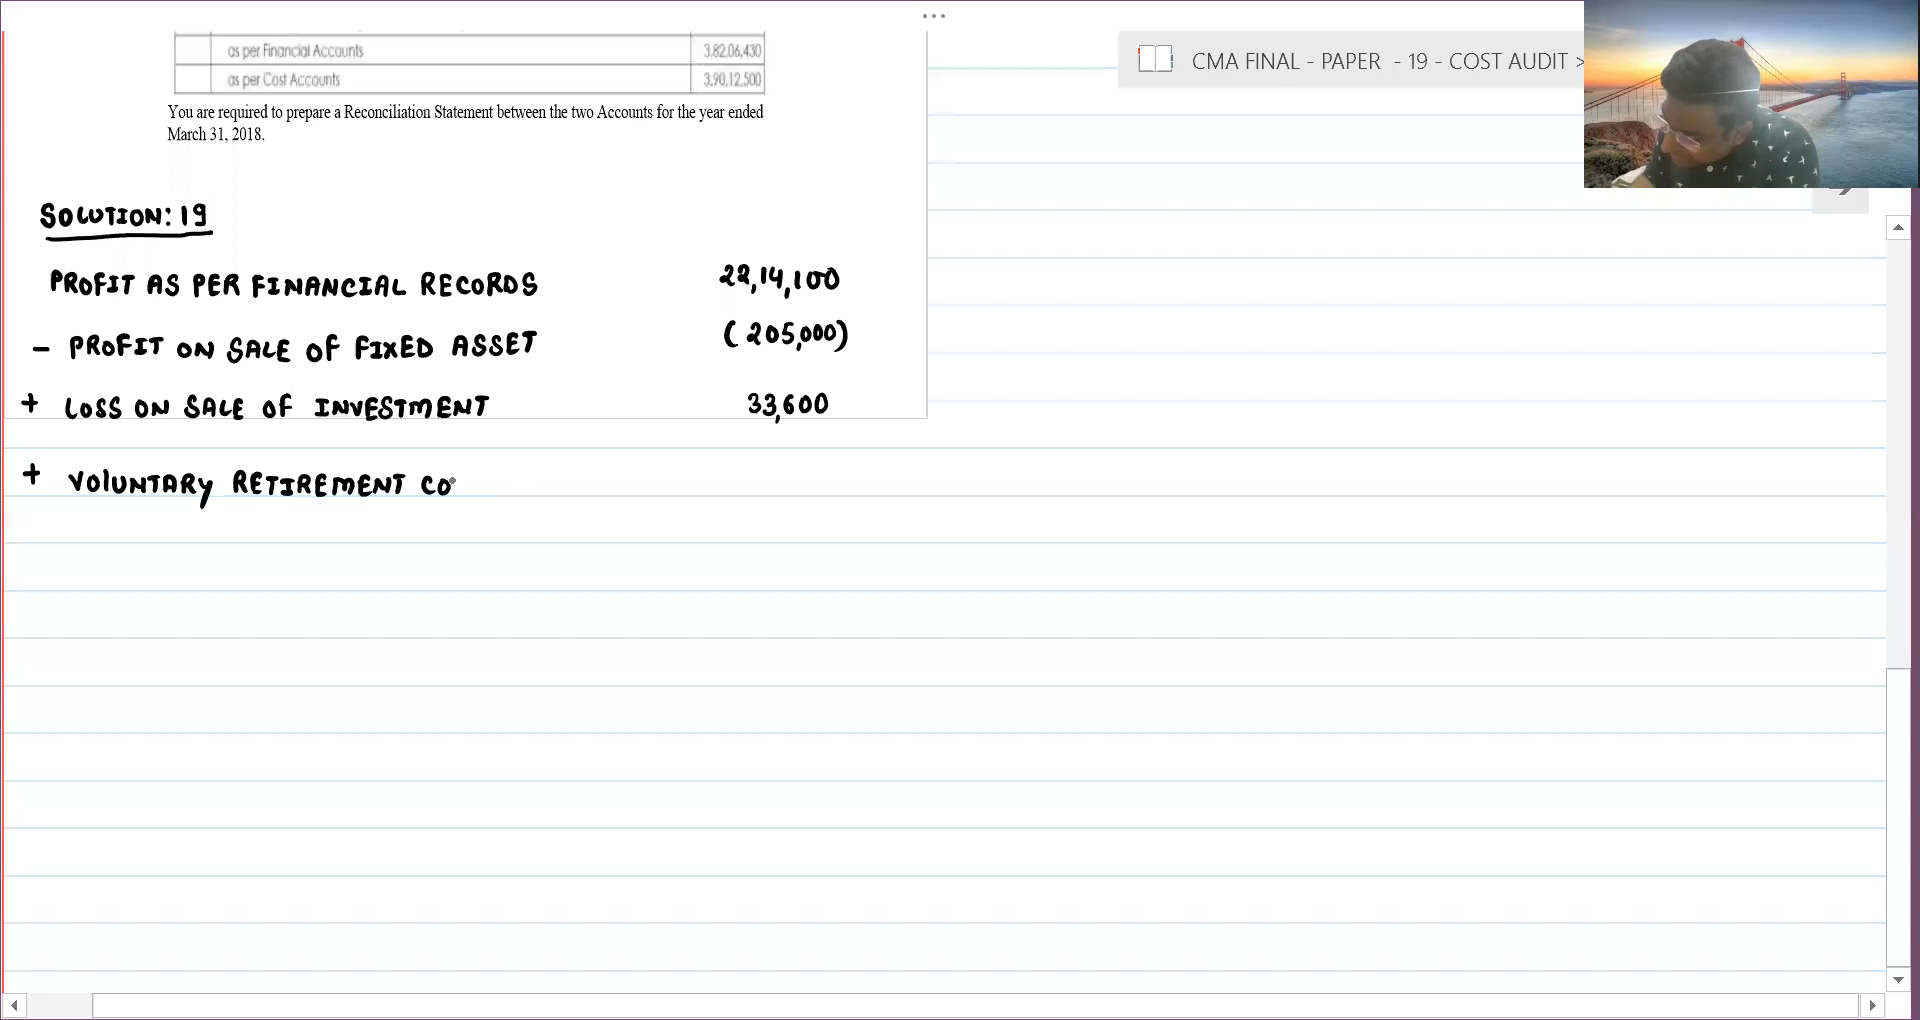 CMA FINAL - PAPER - 19 - COST AUDIT >
as per Financial Accounts 3,82,06,430
as per Cost Accounts 3,90,12,500
You are required to prepare a Reconciliation Statement between the two Accounts for the year ended
March 31, 2018.
SOLUTION: 19
PROFIT AS PER FINANCIAL RECORDS 22,14,100
- PROFIT ON SALE OF FIXED ASSET (205,000)
+ LOSS ON SALE OF INVESTMENT 33,600
+ VOLUNTARY RETIREMENT CO